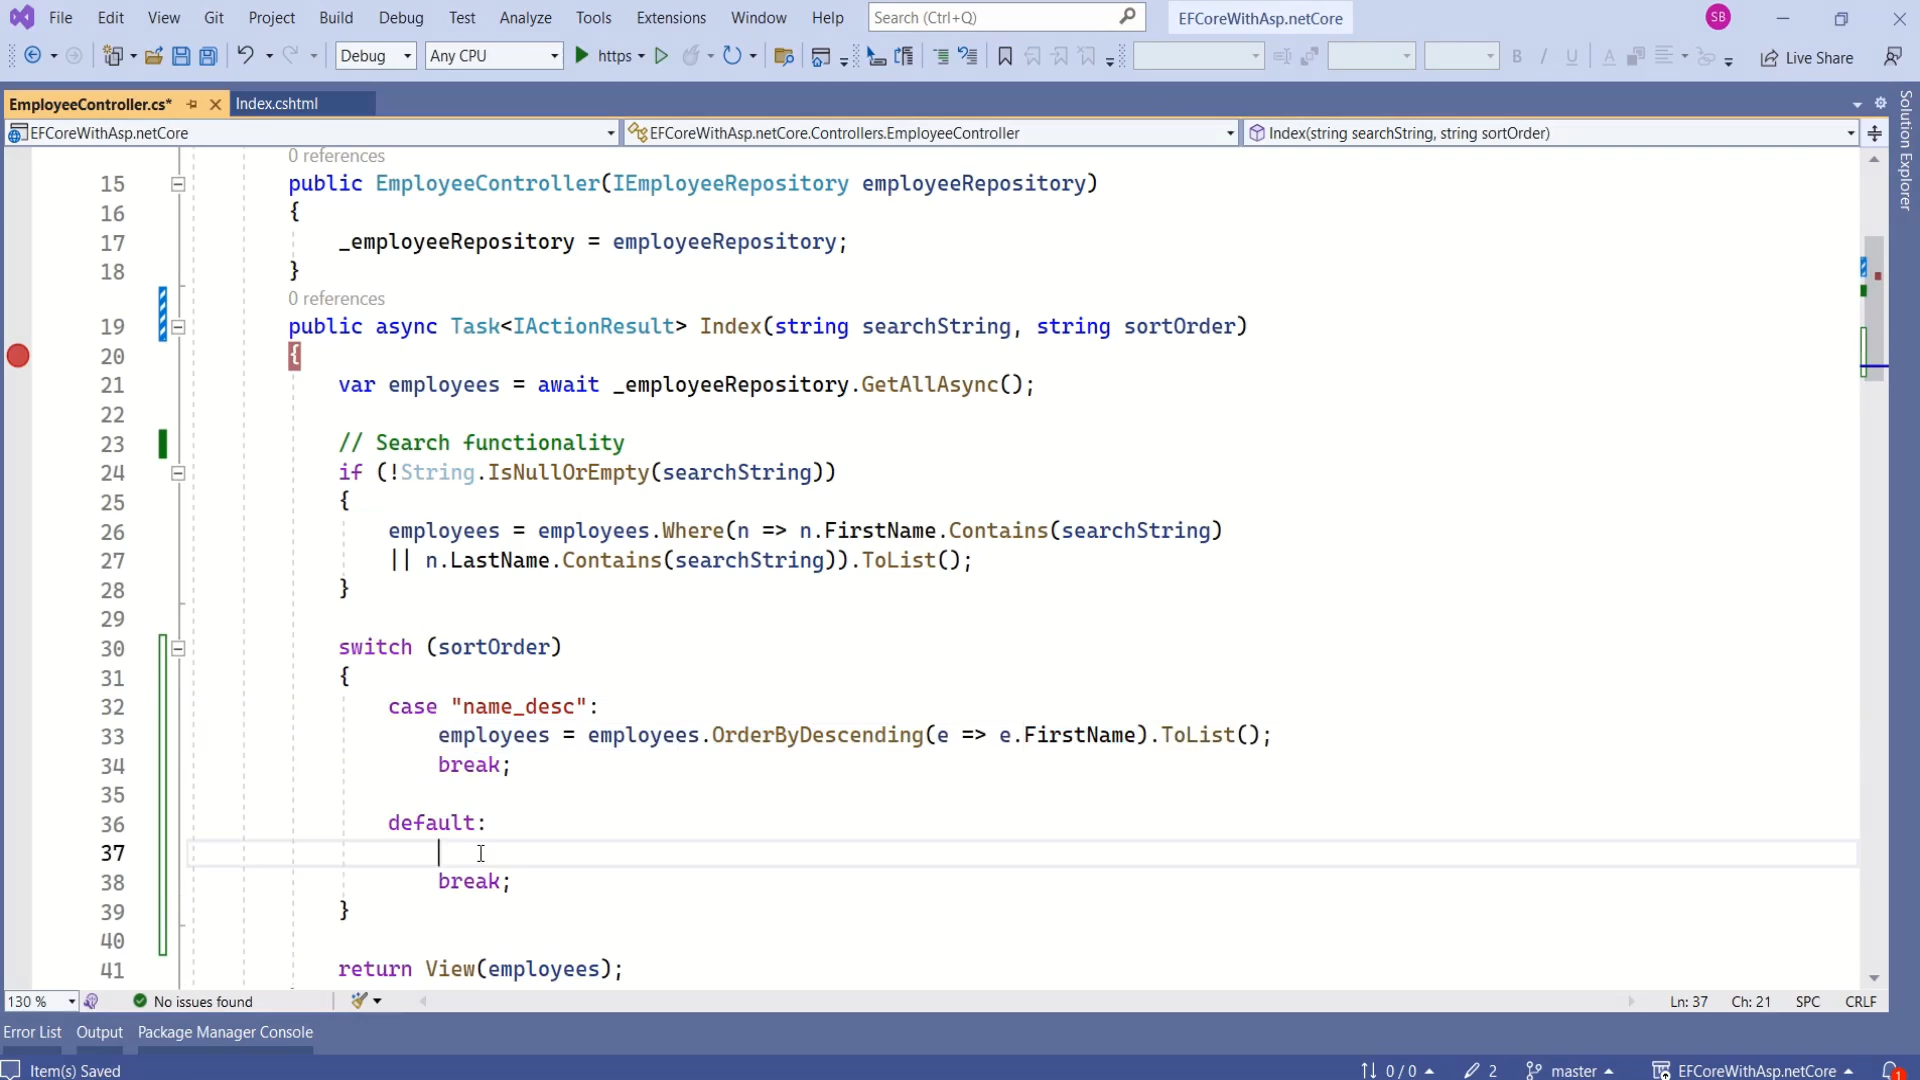 File Edit View Git Project Build Debug Test Analyze Tools Extensions Window Help Search (Ctrl+Q) EFCoreWithAsp.netCore SB
Debug Any CPU https Live Share
EmployeeController.cs* Index.cshtml
EFCoreWithAsp.netCore EFCoreWithAsp.netCore.Controllers.EmployeeController Index(string searchString, string sortOrder)
Solution Explorer
0 references
15 public EmployeeController(IEmployeeRepository employeeRepository)
16 {
17 _employeeRepository = employeeRepository;
18 }
0 references
19 public async Task<IActionResult> Index(string searchString, string sortOrder)
20 {
21 var employees = await _employeeRepository.GetAllAsync();
22
23 // Search functionality
24 if (!String.IsNullOrEmpty(searchString))
25 {
26 employees = employees.Where(n => n.FirstName.Contains(searchString)
27 || n.LastName.Contains(searchString)).ToList();
28 }
29
30 switch (sortOrder)
31 {
32 case "name_desc":
33 employees = employees.OrderByDescending(e => e.FirstName).ToList();
34 break;
35
36 default:
37
38 break;
39 }
40
41 return View(employees);
130 % No issues found Ln: 37 Ch: 21 SPC CRLF
Error List Output Package Manager Console
Item(s) Saved 0 / 0 2 master EFCoreWithAsp.netCore 1